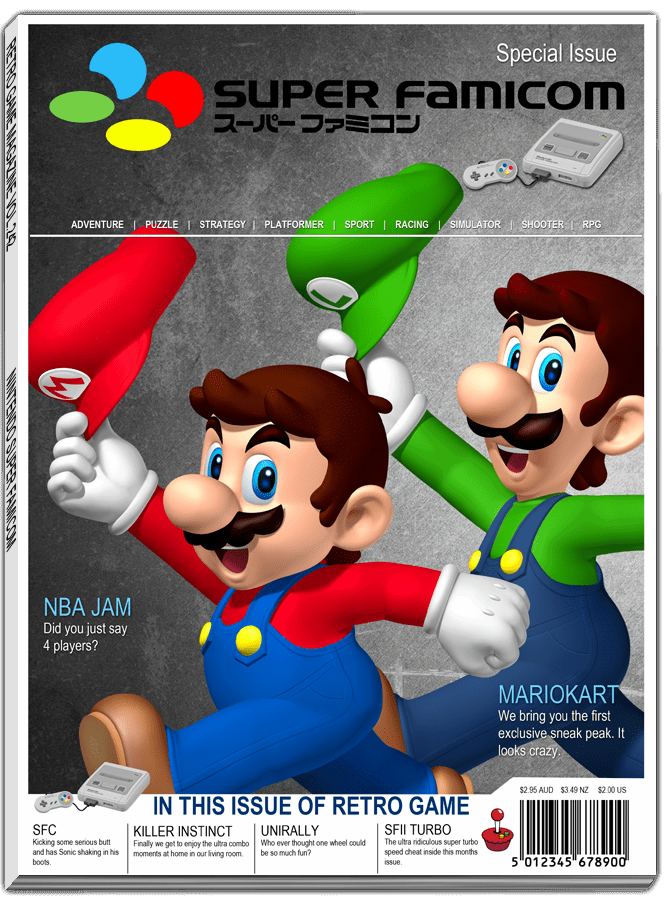 Special Issue
SUPER FAMICOM
スーパーファミコン
ADVENTURE | PUZZLE | STRATEGY | PLATFORMER | SPORT | RACING | SIMULATOR | SHOOTER | RPG
M
L
NBA JAM
Did you just say
4 players?
MARIOKART
We bring you the first
exclusive sneak peak. It
looks crazy.
IN THIS ISSUE OF RETRO GAME
SFC
Kicking some serious butt
and has Sonic shaking in his
boots.
KILLER INSTINCT
Finally we get to enjoy the ultra combo
moments at home in our living room.
UNIRALLY
Who ever thought one wheel could
be so much fun?
SFII TURBO
The ultra ridiculous super turbo
speed cheat inside this months
issue.
$2.95 AUD $3.49 NZ $2.00 US
5 012345 678900